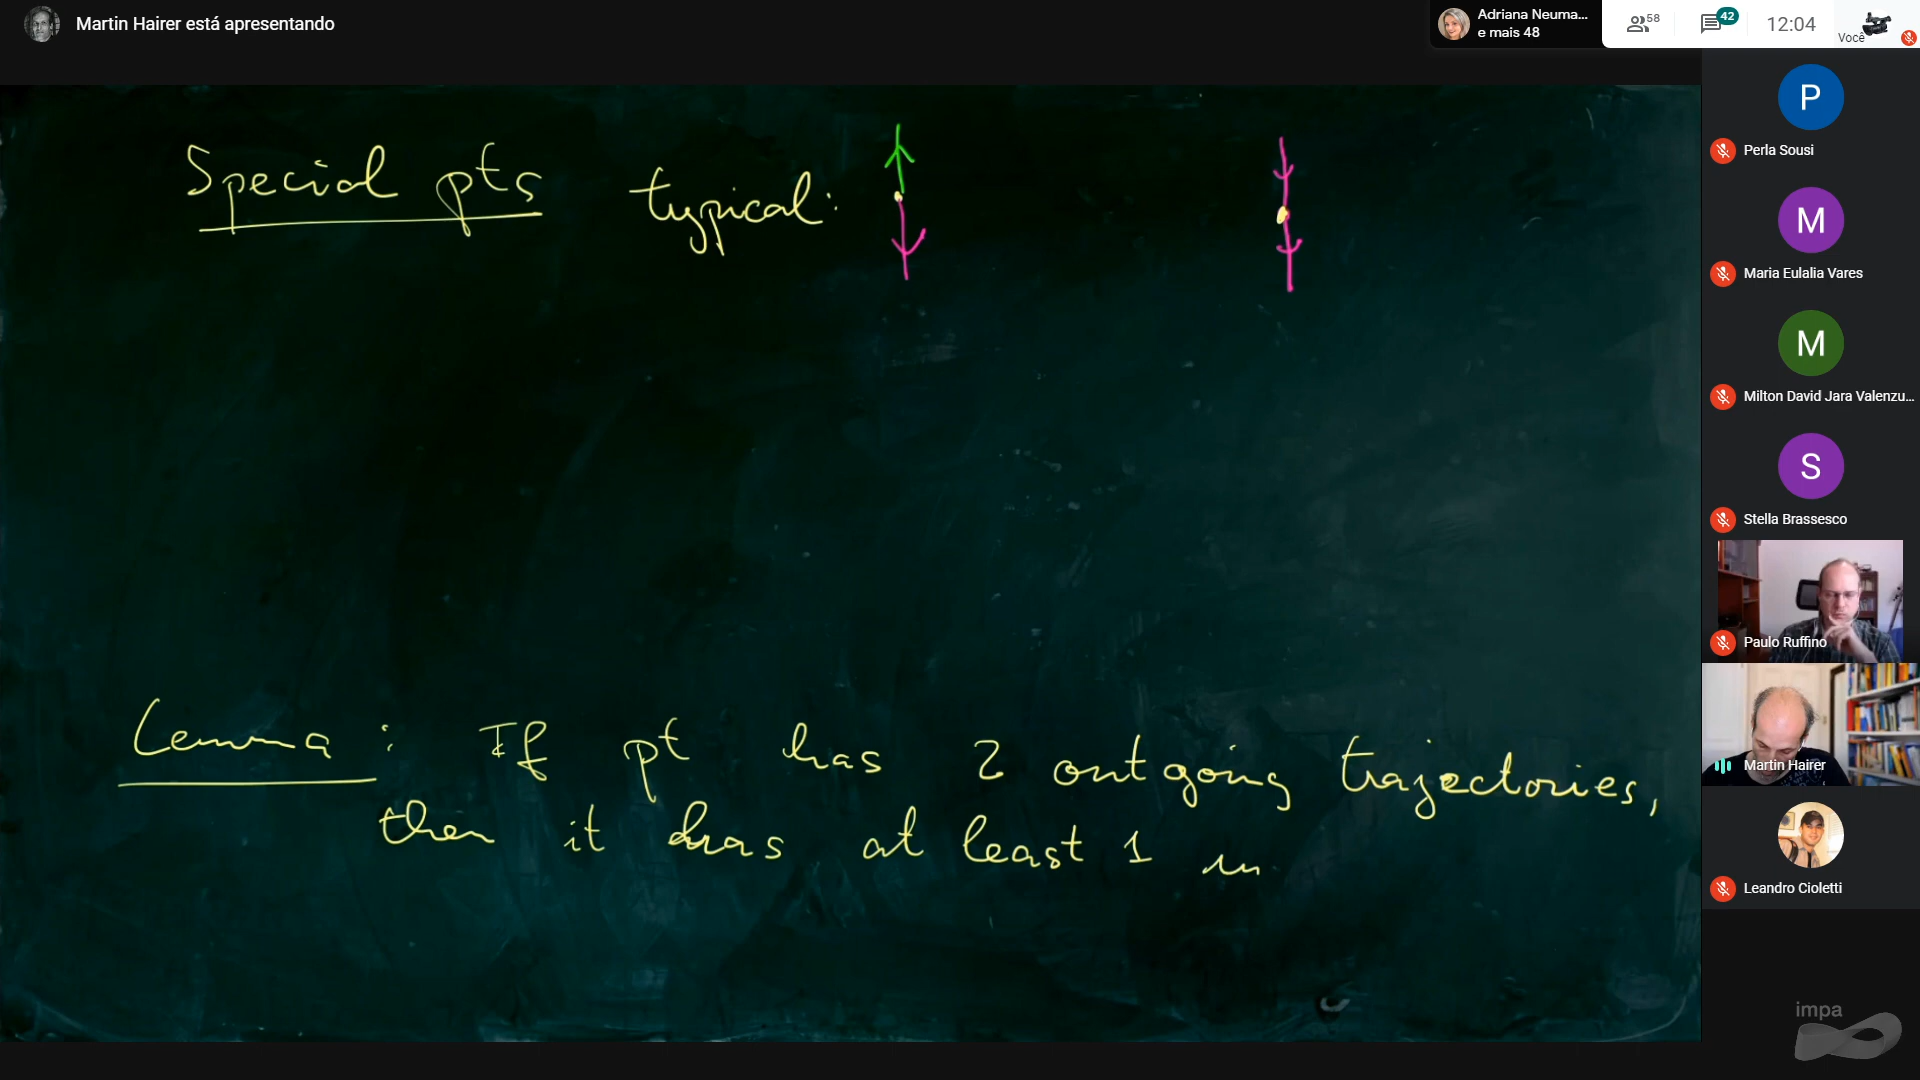 Martin Hairer está apresentando
Adriana Neuma...
e mais 48
58
42
12:04
Você
Special pts typical:
Lemma: If pt has 2 outgoing trajectories,
then it has at least 1 in
P
Perla Sousi
M
Maria Eulalia Vares
M
Milton David Jara Valenzu...
S
Stella Brassesco
Paulo Ruffino
Martin Hairer
Leandro Cioletti
impa